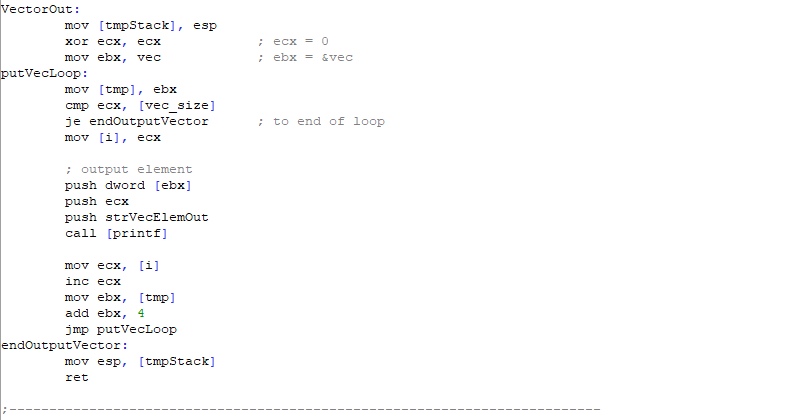 VectorOut:
mov [tmpStack], esp
xor ecx, ecx ; ecx = 0
mov ebx, vec ; ebx = &vec
putVecLoop:
mov [tmp], ebx
cmp ecx, [vec_size]
je endOutputVector ; to end of loop
mov [i], ecx
; output element
push dword [ebx]
push ecx
push strVecElemOut
call [printf]
mov ecx, [i]
inc ecx
mov ebx, [tmp]
add ebx, 4
jmp putVecLoop
endOutputVector:
mov esp, [tmpStack]
ret
;--------------------------------------------------------------------------